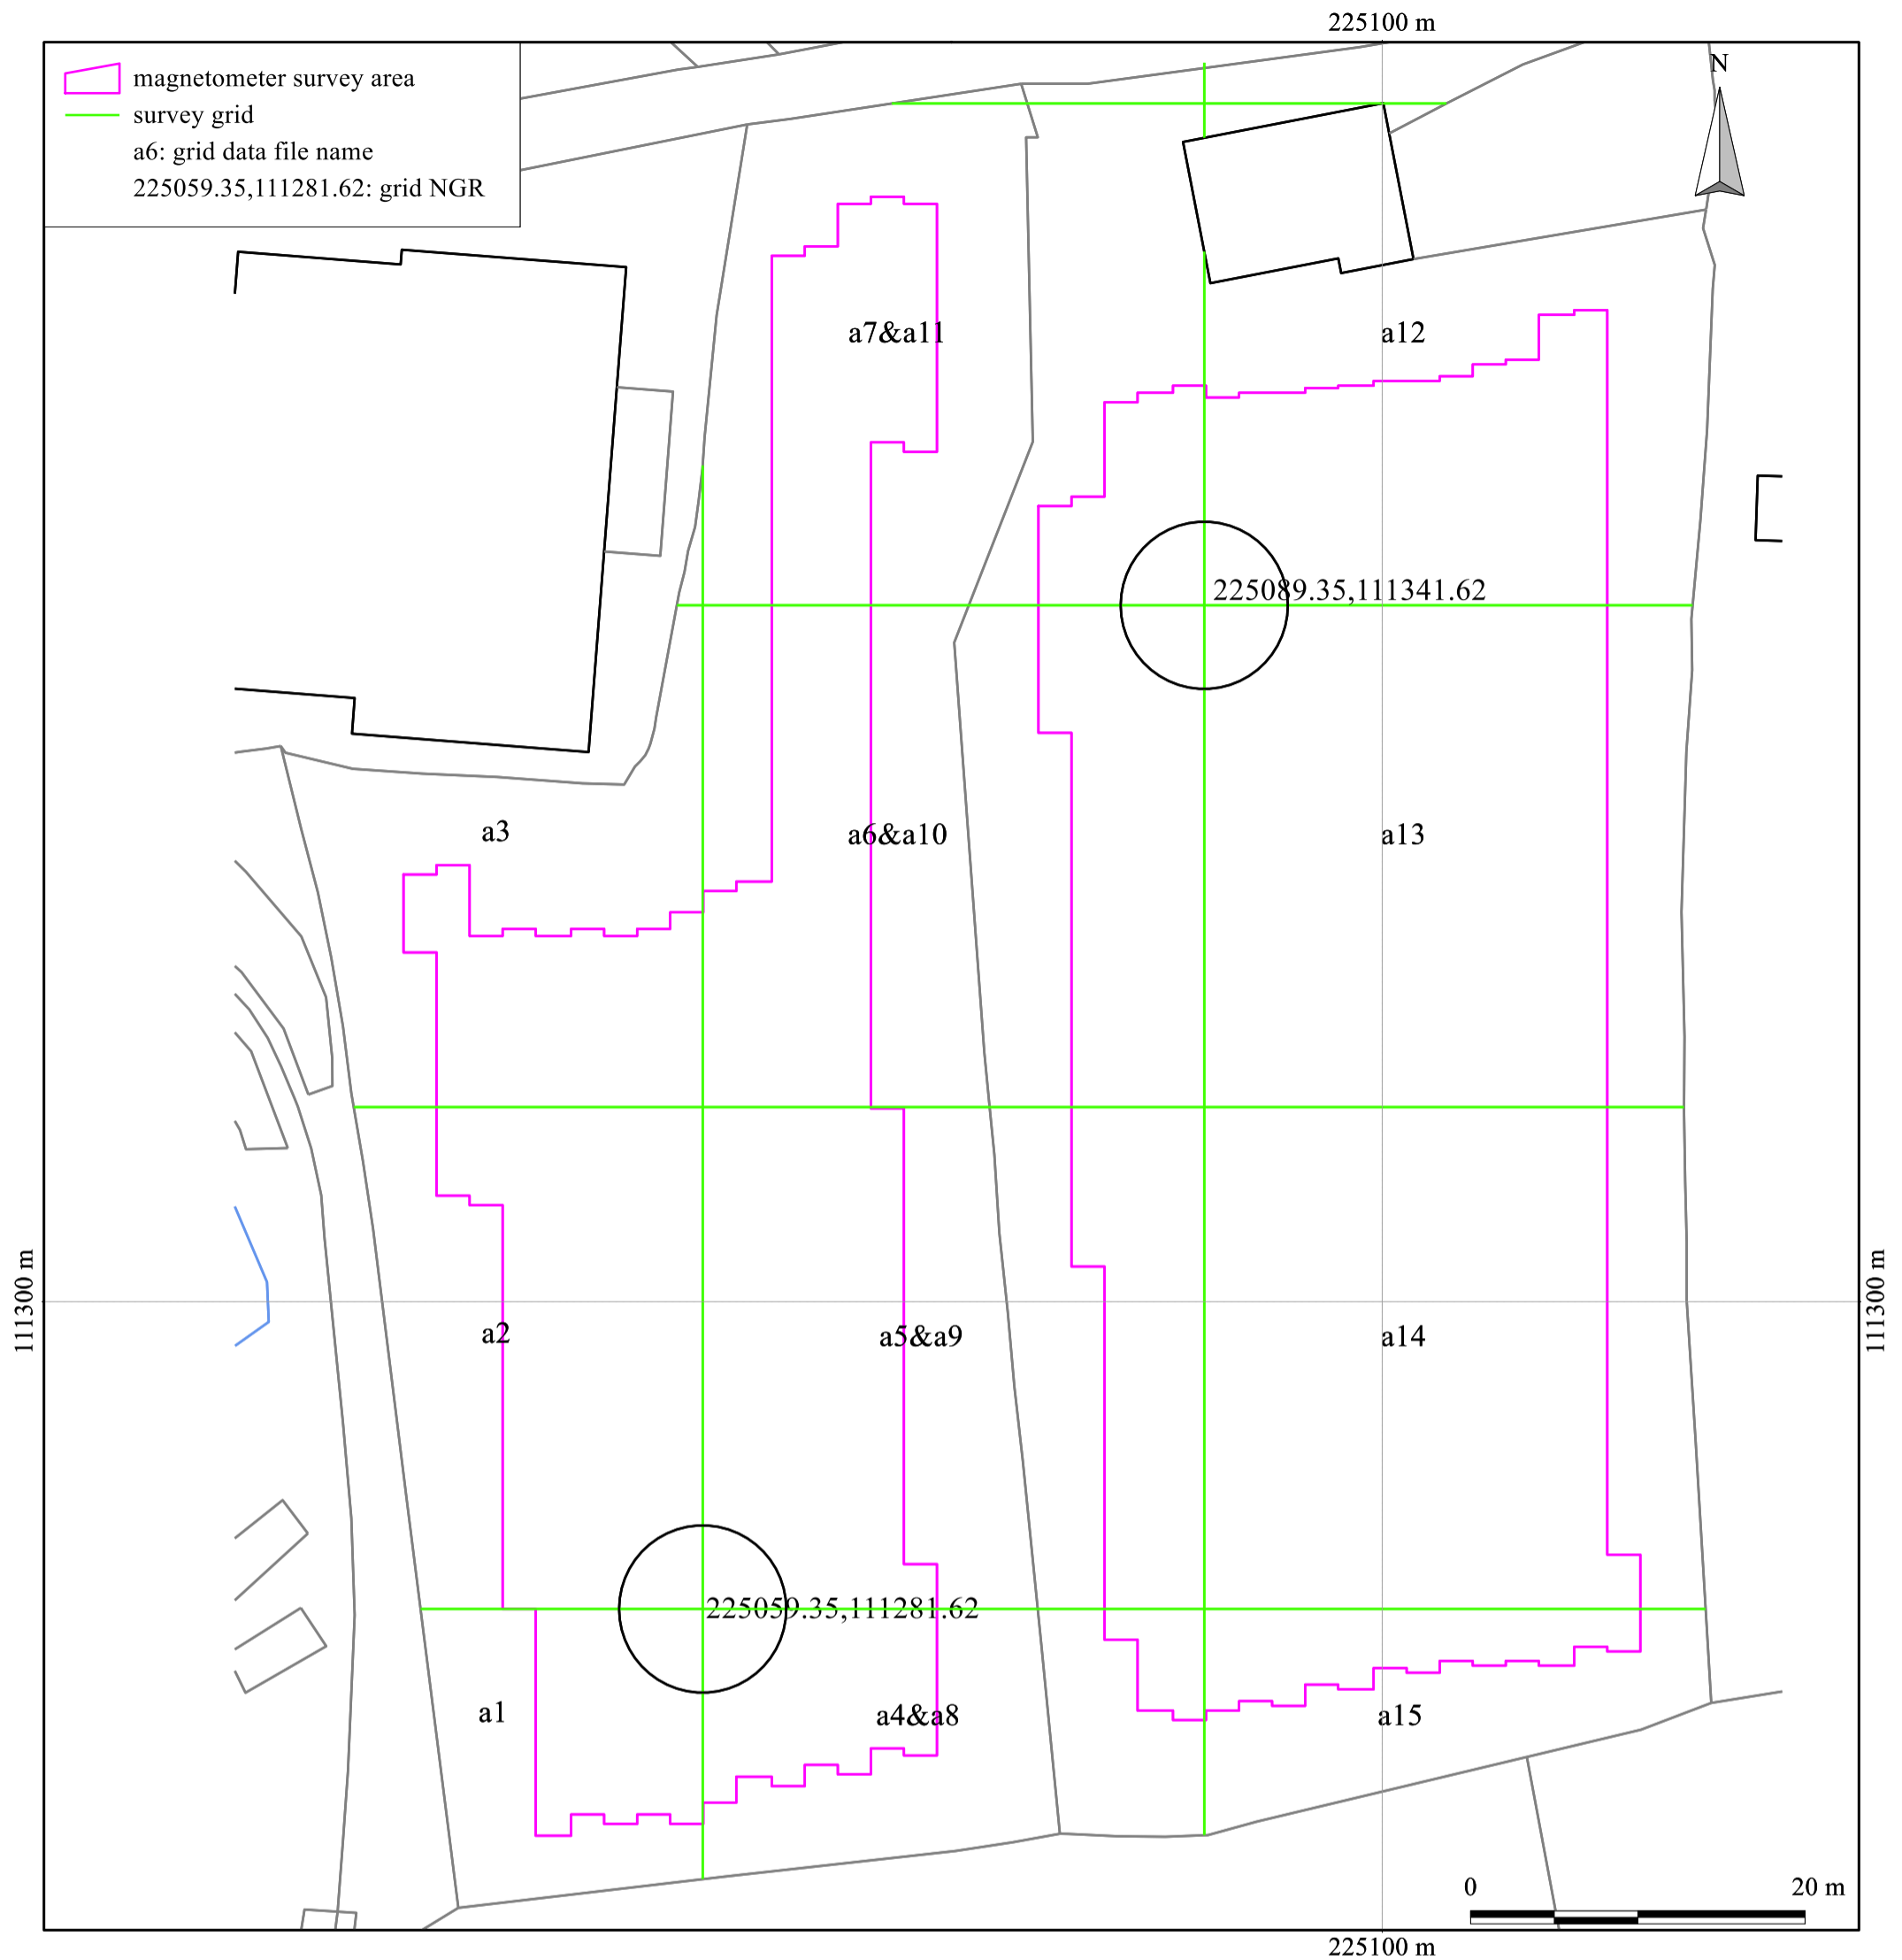 225100 m
magnetometer survey area
survey grid
a6: grid data file name
225059.35,111281.62: grid NGR
N
a7&a11
a12
225089.35,111341.62
a3
a6&a10
a13
111300 m
111300 m
a2
a5&a9
a14
225059.35,111281.62
a1
a4&a8
a15
0
20 m
225100 m